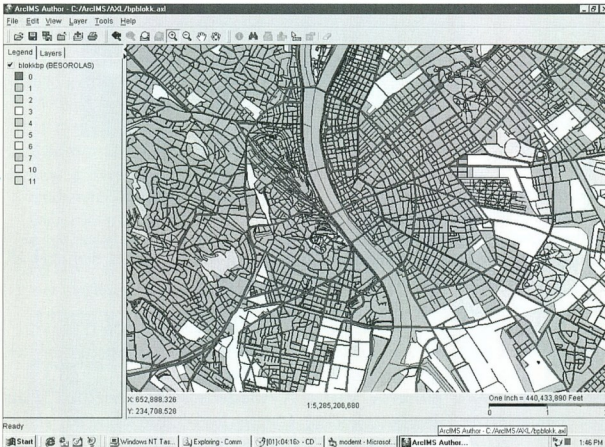 ArcIMS Author - C:/ArcIMS/AXL/bpblokk.axl
File Edit View Layer Tools Help
Legend Layers
blokkbp (BESOROLAS)
0
1
2
3
4
5
6
7
10
11
X: 652,888.326
Y: 234,708.520
1:5,285,206,680
One Inch = 440,433,890 Feet
0 1
Ready
ArcIMS Author - C:/ArcIMS/AXL/bpblokk.axl
Start
Windows NT Tas...
Exploring - Comm
[01](04:16)- CD ...
modemt - Microsof...
ArcIMS Author...
1:46 PM